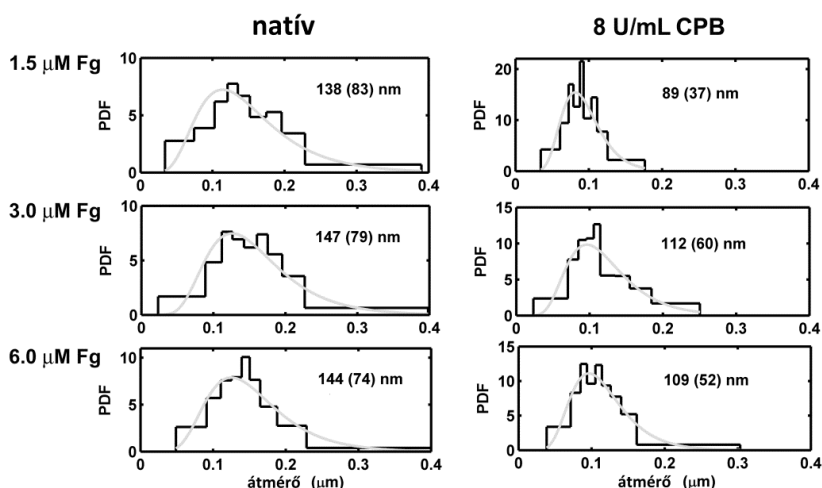 natív
8 U/mL CPB
1.5 μM Fg
10
5
0
PDF
138 (83) nm
0 0.1 0.2 0.3 0.4
20
10
0
PDF
89 (37) nm
0 0.1 0.2 0.3 0.4
3.0 μM Fg
10
5
0
PDF
147 (79) nm
0 0.1 0.2 0.3 0.4
15
10
5
0
PDF
112 (60) nm
0 0.1 0.2 0.3 0.4
6.0 μM Fg
10
5
0
PDF
144 (74) nm
0 0.1 0.2 0.3 0.4
átmérő (μm)
15
10
5
0
PDF
109 (52) nm
0 0.1 0.2 0.3 0.4
átmérő (μm)